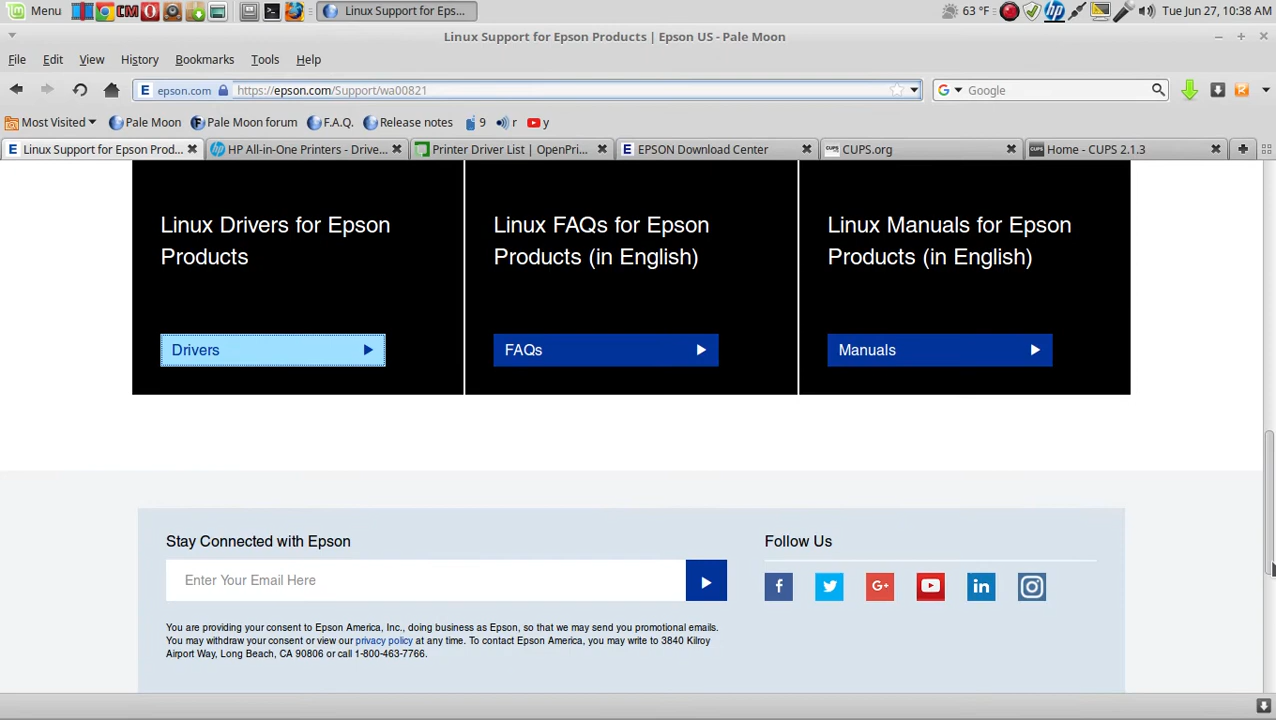 Menu
CM
Linux Support for Eps...
63 °F
hp
Tue Jun 27, 10:38 AM
Linux Support for Epson Products | Epson US - Pale Moon
File Edit View History Bookmarks Tools Help
E epson.com https://epson.com/Support/wa00821
G Google
Most Visited Pale Moon Pale Moon forum F.A.Q. Release notes 9 r y
E Linux Support for Epson Prod...
hp HP All-in-One Printers - Drive...
Printer Driver List | OpenPri...
E EPSON Download Center
CUPS CUPS.org
CUPS Home - CUPS 2.1.3
Linux Drivers for Epson
Products
Drivers
Linux FAQs for Epson
Products (in English)
FAQs
Linux Manuals for Epson
Products (in English)
Manuals
Stay Connected with Epson
Enter Your Email Here
You are providing your consent to Epson America, Inc., doing business as Epson, so that we may send you promotional emails.
You may withdraw your consent or view our privacy policy at any time. To contact Epson America, you may write to 3840 Kilroy
Airport Way, Long Beach, CA 90806 or call 1-800-463-7766.
Follow Us
f G+ in